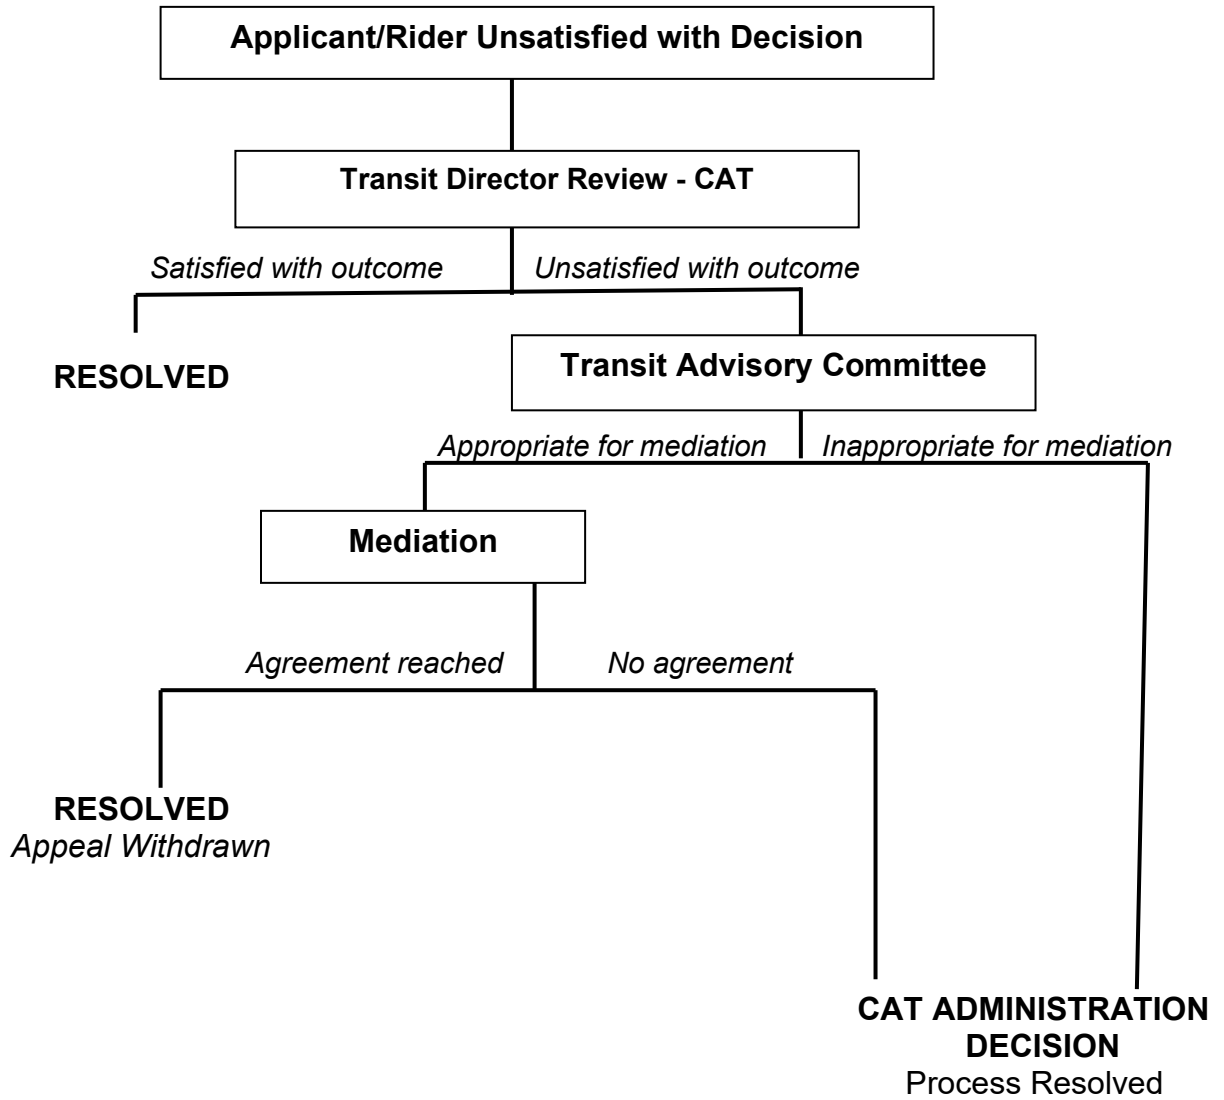 Applicant/Rider Unsatisfied with Decision
Transit Director Review - CAT
Satisfied with outcome
Unsatisfied with outcome
RESOLVED
Transit Advisory Committee
Appropriate for mediation
Inappropriate for mediation
Mediation
Agreement reached
No agreement
RESOLVED
Appeal Withdrawn
CAT ADMINISTRATION
DECISION
Process Resolved